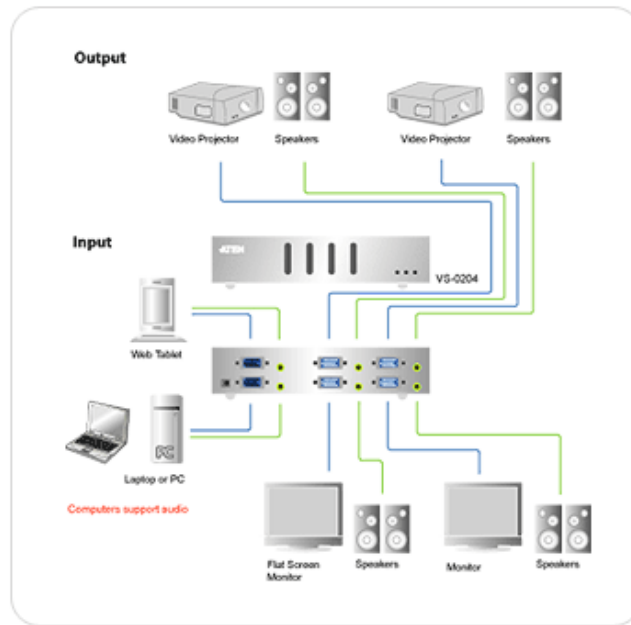 Output
Video Projector
Speakers
Video Projector
Speakers
Input
ATEN
VS-0204
Web Tablet
PC
Laptop or PC
Computers support audio
Flat Screen
Monitor
Speakers
Monitor
Speakers